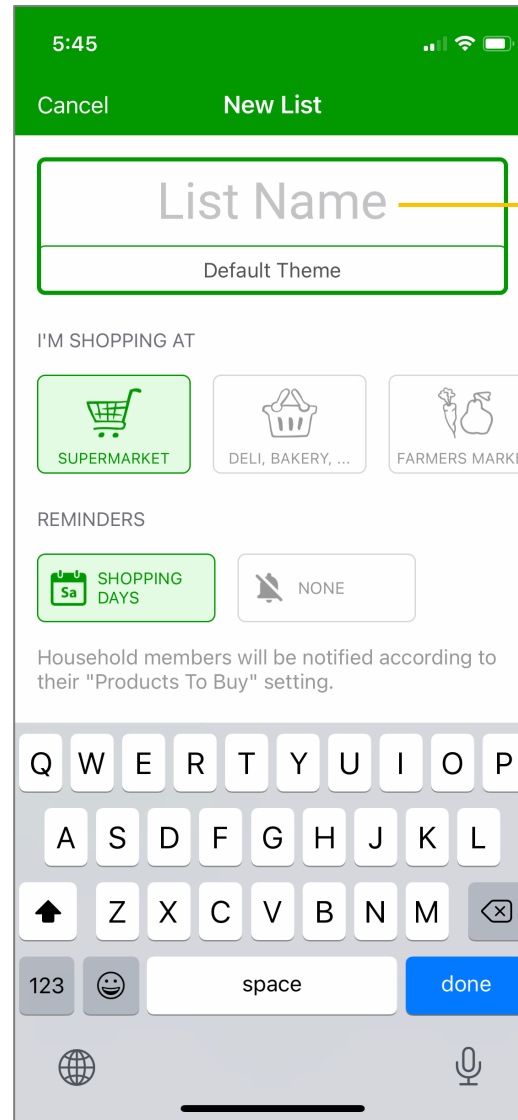 5:45
Cancel New List
List Name
Default Theme
I'M SHOPPING AT
SUPERMARKET DELI, BAKERY, ... FARMERS MARKE
REMINDERS
Sa SHOPPING DAYS NONE
Household members will be notified according to
their "Products To Buy" setting.
Q W E R T Y U I O P
A S D F G H J K L
Z X C V B N M
123 space done